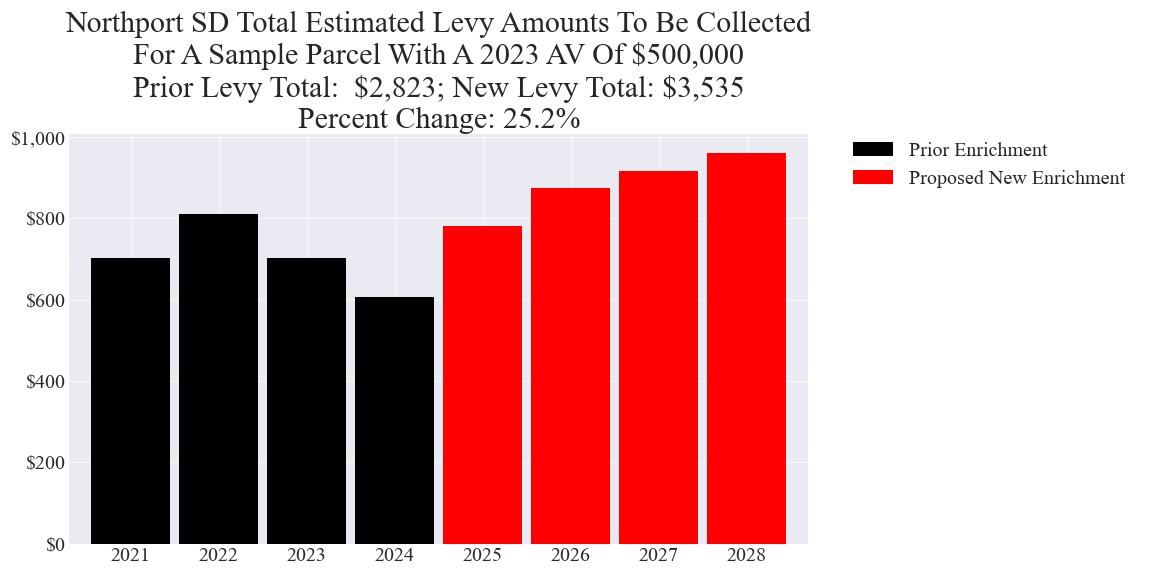 Northport SD Total Estimated Levy Amounts To Be Collected
For A Sample Parcel With A 2023 AV Of $500,000
Prior Levy Total:  $2,823; New Levy Total: $3,535
Percent Change: 25.2%
$1,000
$800
$600
$400
$200
$0
2021 2022 2023 2024 2025 2026 2027 2028
Prior Enrichment
Proposed New Enrichment